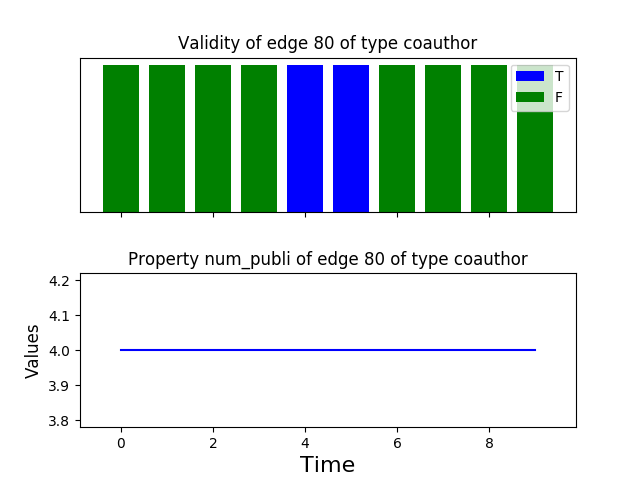 Validity of edge 80 of type coauthor
T
F
Property num_publi of edge 80 of type coauthor
4.2
4.1
4.0
3.9
3.8
Values
0 2 4 6 8
Time